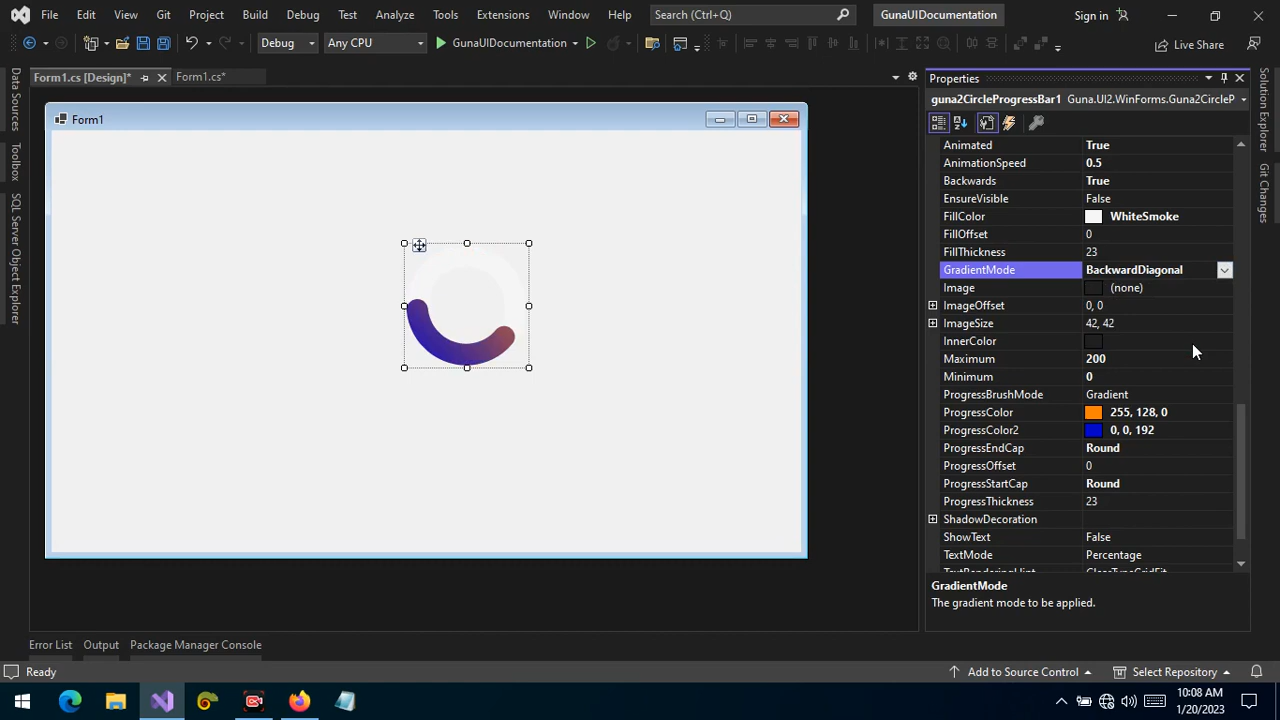 File Edit View Git Project Build Debug Test Analyze Tools Extensions Window Help Search (Ctrl+Q) GunaUIDocumentation Sign in
Debug Any CPU GunaUIDocumentation Live Share
Form1.cs [Design]* Form1.cs*
Data Sources
Toolbox
SQL Server Object Explorer
Form1
Properties
guna2CircleProgressBar1 Guna.UI2.WinForms.Guna2CircleP
Animated True
AnimationSpeed 0.5
Backwards True
EnsureVisible False
FillColor WhiteSmoke
FillOffset 0
FillThickness 23
GradientMode BackwardDiagonal
Image (none)
ImageOffset 0, 0
ImageSize 42, 42
InnerColor
Maximum 200
Minimum 0
ProgressBrushMode Gradient
ProgressColor 255, 128, 0
ProgressColor2 0, 0, 192
ProgressEndCap Round
ProgressOffset 0
ProgressStartCap Round
ProgressThickness 23
ShadowDecoration
ShowText False
TextMode Percentage
TextRenderingHint ClearTypeGridFit
GradientMode
The gradient mode to be applied.
Solution Explorer
Git Changes
Error List Output Package Manager Console
Ready Add to Source Control Select Repository
10:08 AM
1/20/2023